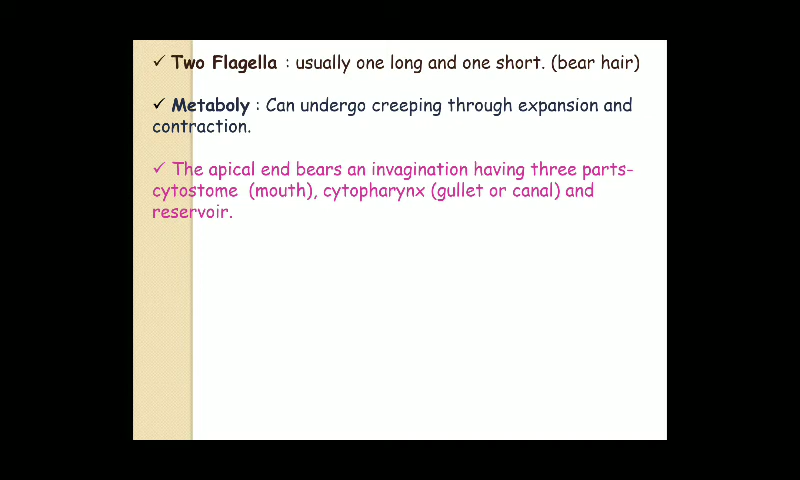 ✓ Two Flagella : usually one long and one short. (bear hair)
✓ Metaboly : Can undergo creeping through expansion and
contraction.
✓ The apical end bears an invagination having three parts-
cytostome (mouth), cytopharynx (gullet or canal) and
reservoir.